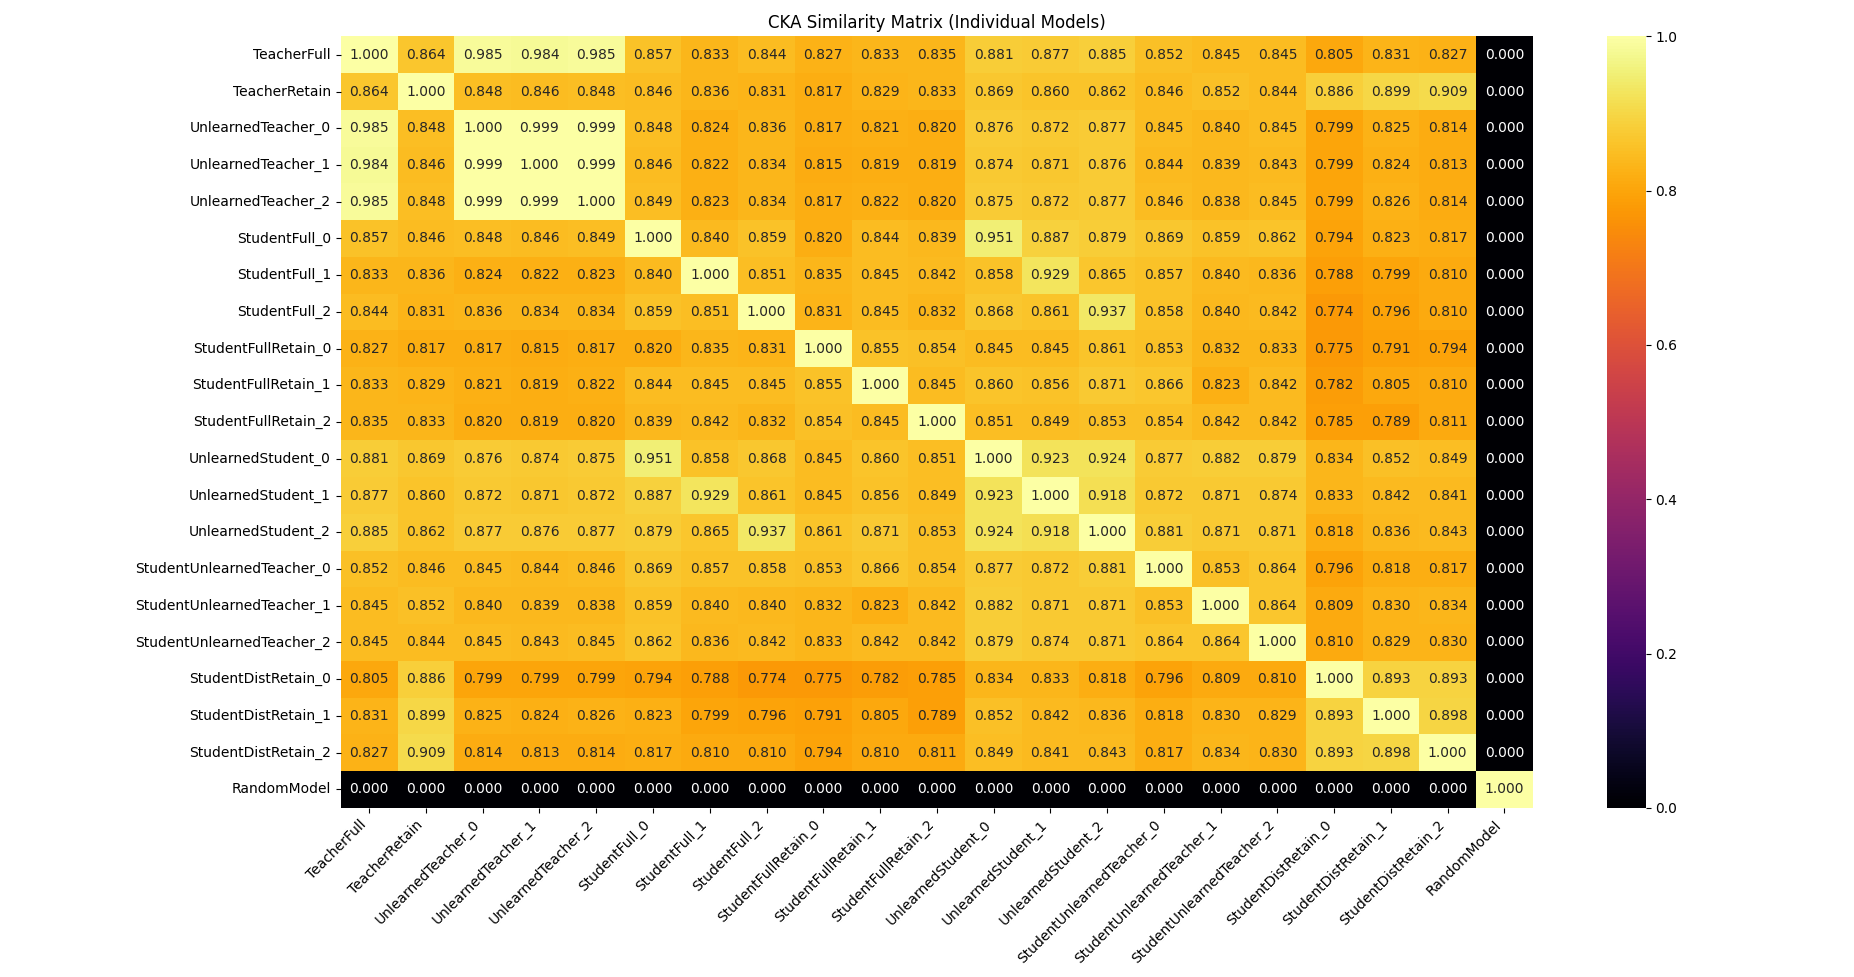 CKA Similarity Matrix (Individual Models)
TeacherFull 1.000 0.864 0.985 0.984 0.985 0.857 0.833 0.844 0.827 0.833 0.835 0.881 0.877 0.885 0.852 0.845 0.845 0.805 0.831 0.827 0.000
TeacherRetain 0.864 1.000 0.848 0.846 0.848 0.846 0.836 0.831 0.817 0.829 0.833 0.869 0.860 0.862 0.846 0.852 0.844 0.886 0.899 0.909 0.000
UnlearnedTeacher_0 0.985 0.848 1.000 0.999 0.999 0.848 0.824 0.836 0.817 0.821 0.820 0.876 0.872 0.877 0.845 0.840 0.845 0.799 0.825 0.814 0.000
UnlearnedTeacher_1 0.984 0.846 0.999 1.000 0.999 0.846 0.822 0.834 0.815 0.819 0.819 0.874 0.871 0.876 0.844 0.839 0.843 0.799 0.824 0.813 0.000
UnlearnedTeacher_2 0.985 0.848 0.999 0.999 1.000 0.849 0.823 0.834 0.817 0.822 0.820 0.875 0.872 0.877 0.846 0.838 0.845 0.799 0.826 0.814 0.000
StudentFull_0 0.857 0.846 0.848 0.846 0.849 1.000 0.840 0.859 0.820 0.844 0.839 0.951 0.887 0.879 0.869 0.859 0.862 0.794 0.823 0.817 0.000
StudentFull_1 0.833 0.836 0.824 0.822 0.823 0.840 1.000 0.851 0.835 0.845 0.842 0.858 0.929 0.865 0.857 0.840 0.836 0.788 0.799 0.810 0.000
StudentFull_2 0.844 0.831 0.836 0.834 0.834 0.859 0.851 1.000 0.831 0.845 0.832 0.868 0.861 0.937 0.858 0.840 0.842 0.774 0.796 0.810 0.000
StudentFullRetain_0 0.827 0.817 0.817 0.815 0.817 0.820 0.835 0.831 1.000 0.855 0.854 0.845 0.845 0.861 0.853 0.832 0.833 0.775 0.791 0.794 0.000
StudentFullRetain_1 0.833 0.829 0.821 0.819 0.822 0.844 0.845 0.845 0.855 1.000 0.845 0.860 0.856 0.871 0.866 0.823 0.842 0.782 0.805 0.810 0.000
StudentFullRetain_2 0.835 0.833 0.820 0.819 0.820 0.839 0.842 0.832 0.854 0.845 1.000 0.851 0.849 0.853 0.854 0.842 0.842 0.785 0.789 0.811 0.000
UnlearnedStudent_0 0.881 0.869 0.876 0.874 0.875 0.951 0.858 0.868 0.845 0.860 0.851 1.000 0.923 0.924 0.877 0.882 0.879 0.834 0.852 0.849 0.000
UnlearnedStudent_1 0.877 0.860 0.872 0.871 0.872 0.887 0.929 0.861 0.845 0.856 0.849 0.923 1.000 0.918 0.872 0.871 0.874 0.833 0.842 0.841 0.000
UnlearnedStudent_2 0.885 0.862 0.877 0.876 0.877 0.879 0.865 0.937 0.861 0.871 0.853 0.924 0.918 1.000 0.881 0.871 0.871 0.818 0.836 0.843 0.000
StudentUnlearnedTeacher_0 0.852 0.846 0.845 0.844 0.846 0.869 0.857 0.858 0.853 0.866 0.854 0.877 0.872 0.881 1.000 0.853 0.864 0.796 0.818 0.817 0.000
StudentUnlearnedTeacher_1 0.845 0.852 0.840 0.839 0.838 0.859 0.840 0.840 0.832 0.823 0.842 0.882 0.871 0.871 0.853 1.000 0.864 0.809 0.830 0.834 0.000
StudentUnlearnedTeacher_2 0.845 0.844 0.845 0.843 0.845 0.862 0.836 0.842 0.833 0.842 0.842 0.879 0.874 0.871 0.864 0.864 1.000 0.810 0.829 0.830 0.000
StudentDistRetain_0 0.805 0.886 0.799 0.799 0.799 0.794 0.788 0.774 0.775 0.782 0.785 0.834 0.833 0.818 0.796 0.809 0.810 1.000 0.893 0.893 0.000
StudentDistRetain_1 0.831 0.899 0.825 0.824 0.826 0.823 0.799 0.796 0.791 0.805 0.789 0.852 0.842 0.836 0.818 0.830 0.829 0.893 1.000 0.898 0.000
StudentDistRetain_2 0.827 0.909 0.814 0.813 0.814 0.817 0.810 0.810 0.794 0.810 0.811 0.849 0.841 0.843 0.817 0.834 0.830 0.893 0.898 1.000 0.000
RandomModel 0.000 0.000 0.000 0.000 0.000 0.000 0.000 0.000 0.000 0.000 0.000 0.000 0.000 0.000 0.000 0.000 0.000 0.000 0.000 0.000 1.000
TeacherFull
TeacherRetain
UnlearnedTeacher_0
UnlearnedTeacher_1
UnlearnedTeacher_2
StudentFull_0
StudentFull_1
StudentFull_2
StudentFullRetain_0
StudentFullRetain_1
StudentFullRetain_2
UnlearnedStudent_0
UnlearnedStudent_1
UnlearnedStudent_2
StudentUnlearnedTeacher_0
StudentUnlearnedTeacher_1
StudentUnlearnedTeacher_2
StudentDistRetain_0
StudentDistRetain_1
StudentDistRetain_2
RandomModel
1.0
0.8
0.6
0.4
0.2
0.0